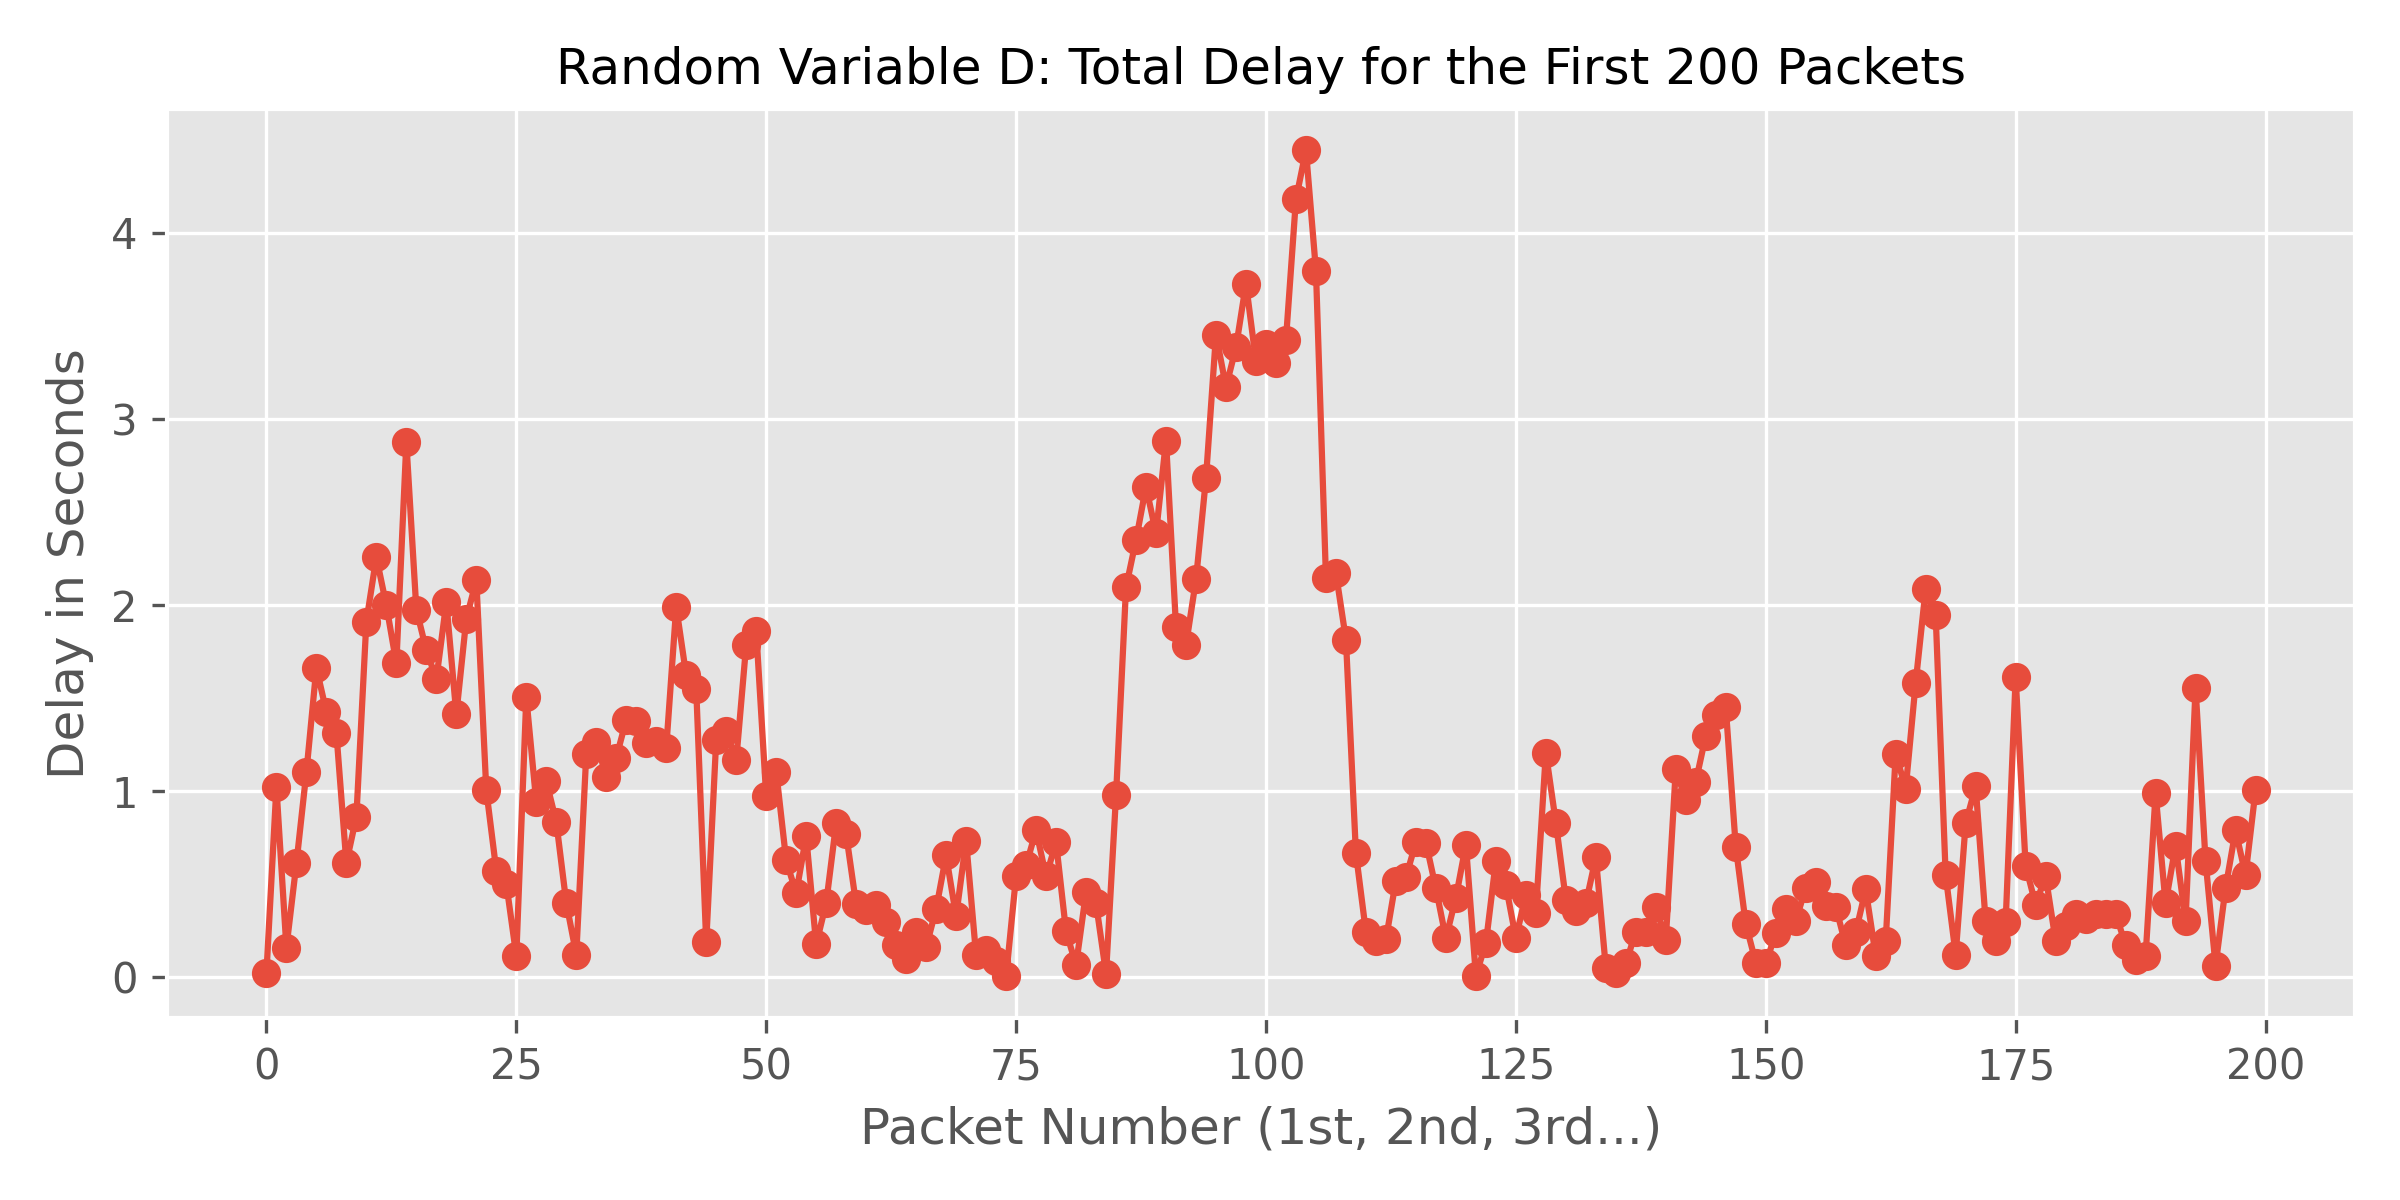 Random Variable D: Total Delay for the First 200 Packets
Delay in Seconds
4
3
2
1
0
0 25 50 75 100 125 150 175 200
Packet Number (1st, 2nd, 3rd...)